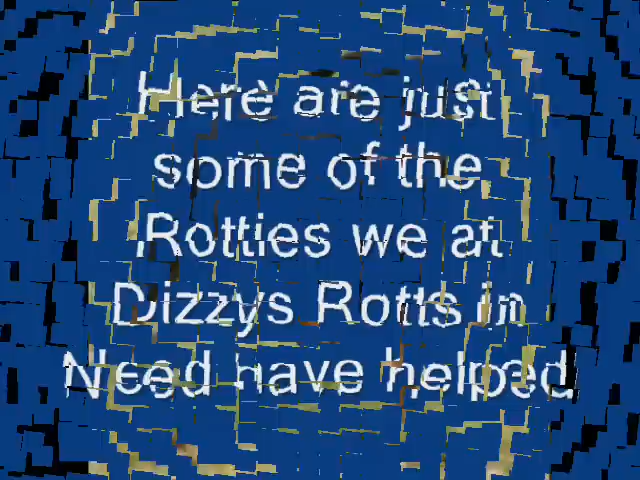 Here are just
some of the
Rotties we at
Dizzys Rotts in
Need have helped